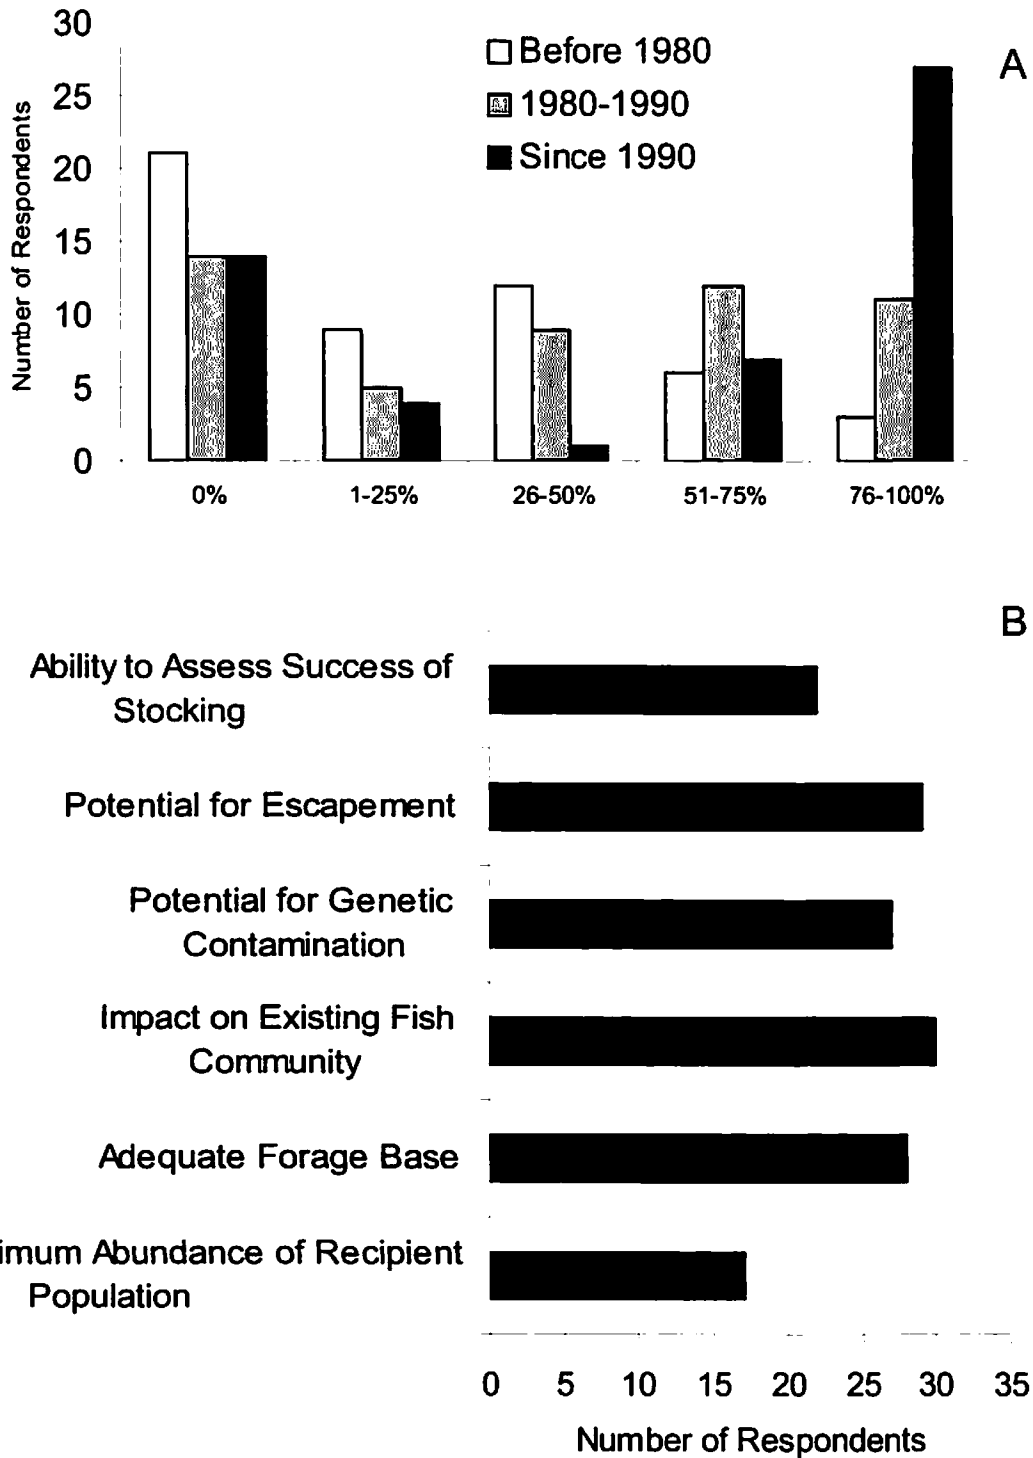 A
Before 1980
1980-1990
Since 1990
Number of Respondents
30
25
20
15
10
5
0
0% 1-25% 26-50% 51-75% 76-100%
B
Ability to Assess Success of
Stocking
Potential for Escapement
Potential for Genetic
Contamination
Impact on Existing Fish
Community
Adequate Forage Base
imum Abundance of Recipient
Population
0 5 10 15 20 25 30 35
Number of Respondents